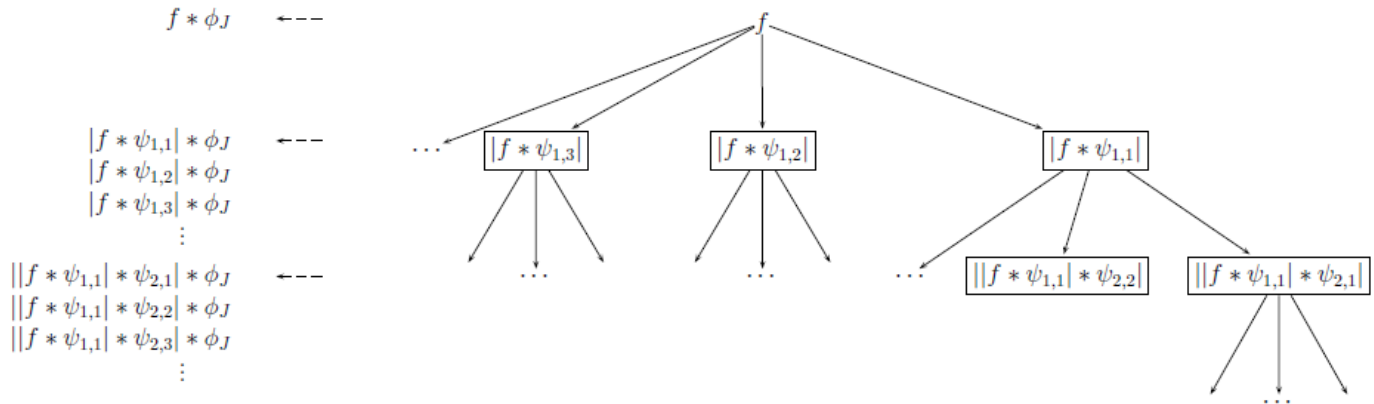 f * ϕ_J
f
|f * ψ_{1,1}| * ϕ_J
|f * ψ_{1,2}| * ϕ_J
|f * ψ_{1,3}| * ϕ_J
⋮
...
|f * ψ_{1,3}|
|f * ψ_{1,2}|
|f * ψ_{1,1}|
||f * ψ_{1,1}| * ψ_{2,1}| * ϕ_J
||f * ψ_{1,1}| * ψ_{2,2}| * ϕ_J
||f * ψ_{1,1}| * ψ_{2,3}| * ϕ_J
⋮
...
...
...
||f * ψ_{1,1}| * ψ_{2,2}|
||f * ψ_{1,1}| * ψ_{2,1}|
...